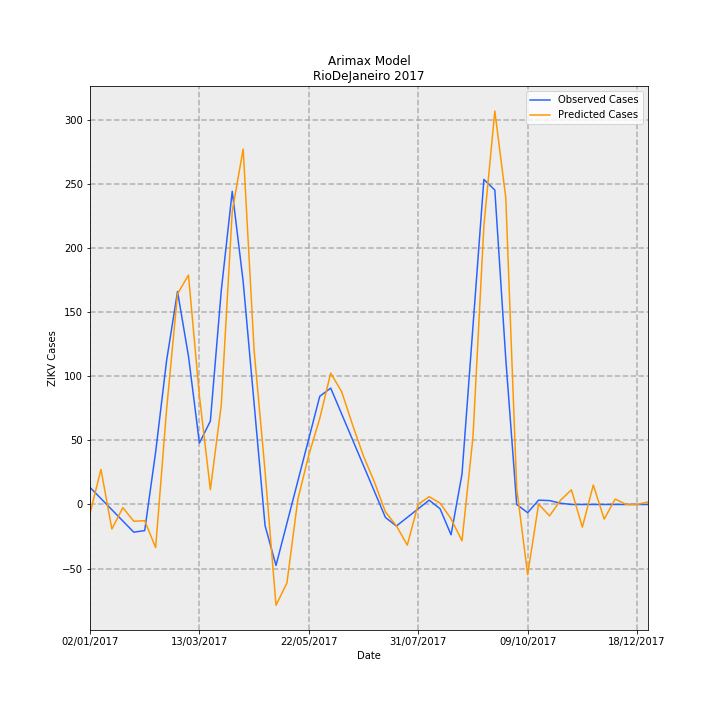 Arimax Model
RioDeJaneiro 2017
Observed Cases
Predicted Cases
300
250
200
150
100
50
0
−50
ZIKV Cases
02/01/2017 13/03/2017 22/05/2017 31/07/2017 09/10/2017 18/12/2017
Date